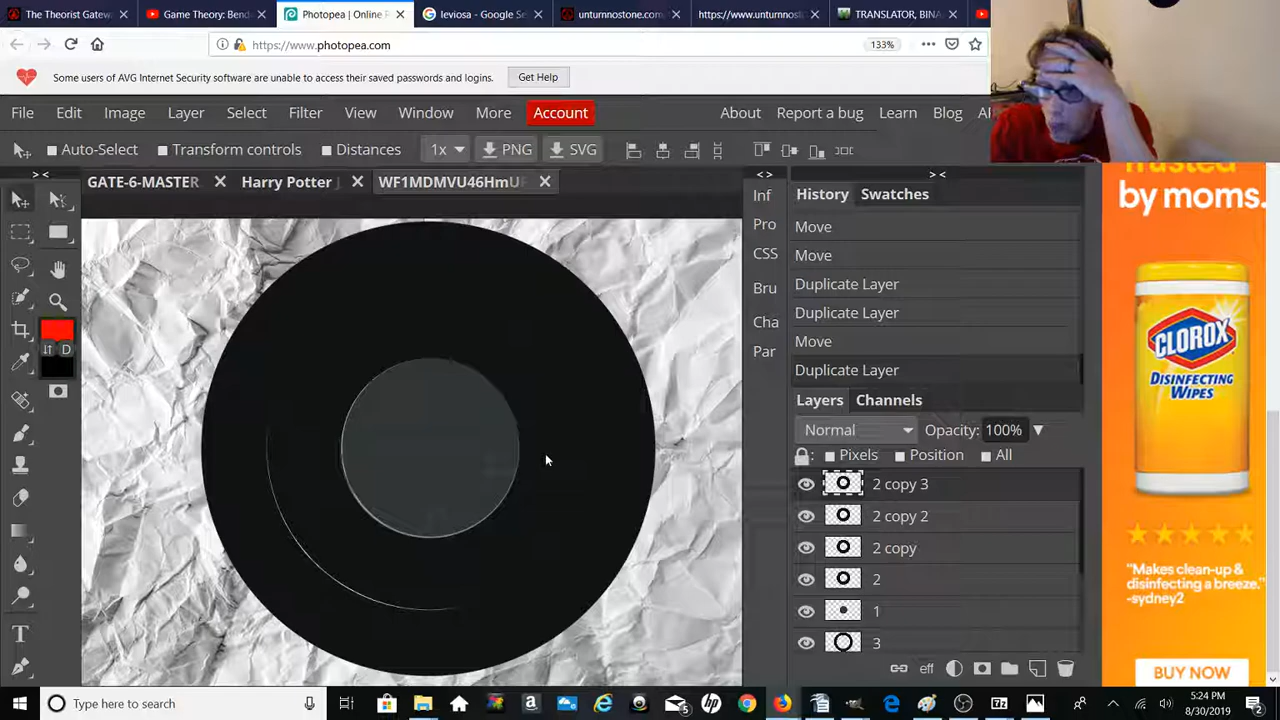 The Theorist Gateway
Game Theory: Bend
Photopea | Online
leviosa - Google Se
unturnnostone.com
https://www.unturnnost
TRANSLATOR, BINA
https://www.photopea.com
133%
Some users of AVG Internet Security software are unable to access their saved passwords and logins.
Get Help
File Edit Image Layer Select Filter View Window More Account
About Report a bug Learn Blog
Auto-Select Transform controls Distances 1x PNG SVG
GATE-6-MASTER
Harry Potter
WF1MDMVU46HmU
Inf
Pro
CSS
Bru
Cha
Par
History Swatches
Move
Move
Duplicate Layer
Duplicate Layer
Move
Duplicate Layer
Layers Channels
Normal Opacity: 100%
Pixels Position All
2 copy 3
2 copy 2
2 copy
2
1
3
eff
D
T
Trusted
by moms.
CLOROX
DISINFECTING
WIPES
"Makes clean-up &
disinfecting a breeze."
-sydney2
BUY NOW
Type here to search
5
5:24 PM
8/30/2019
2